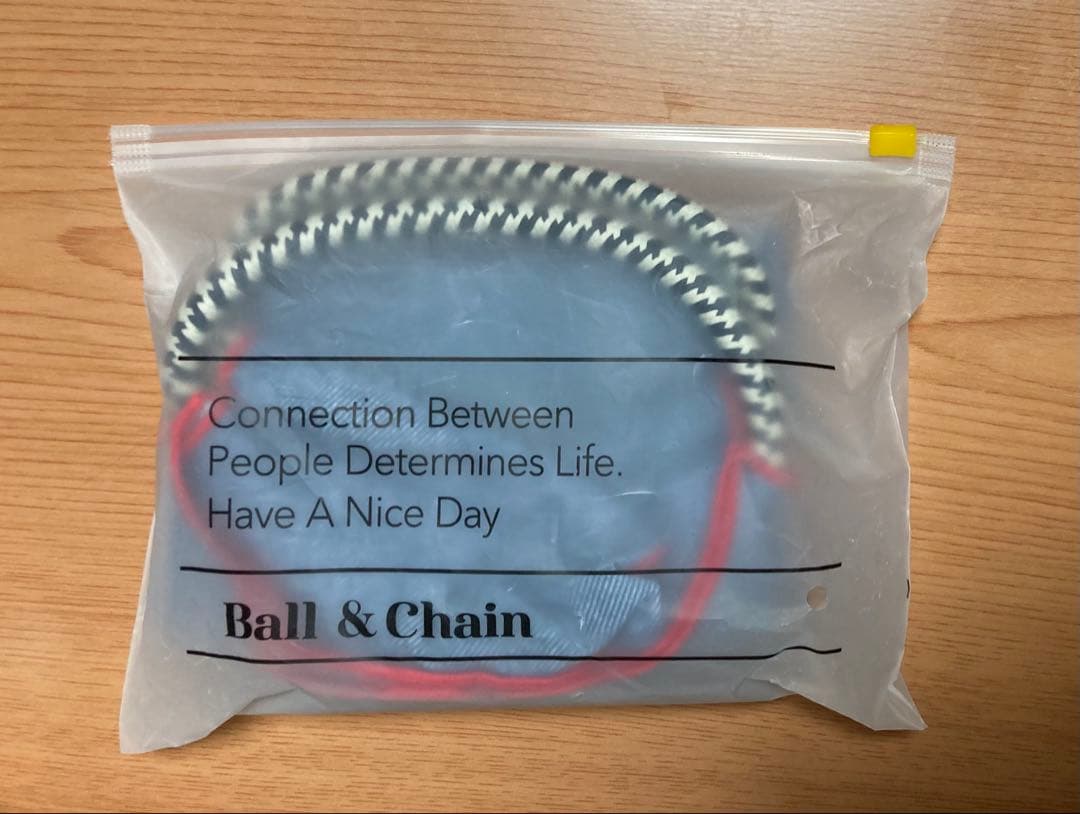 Connection Between
People Determines Life.
Have A Nice Day
Ball & Chain